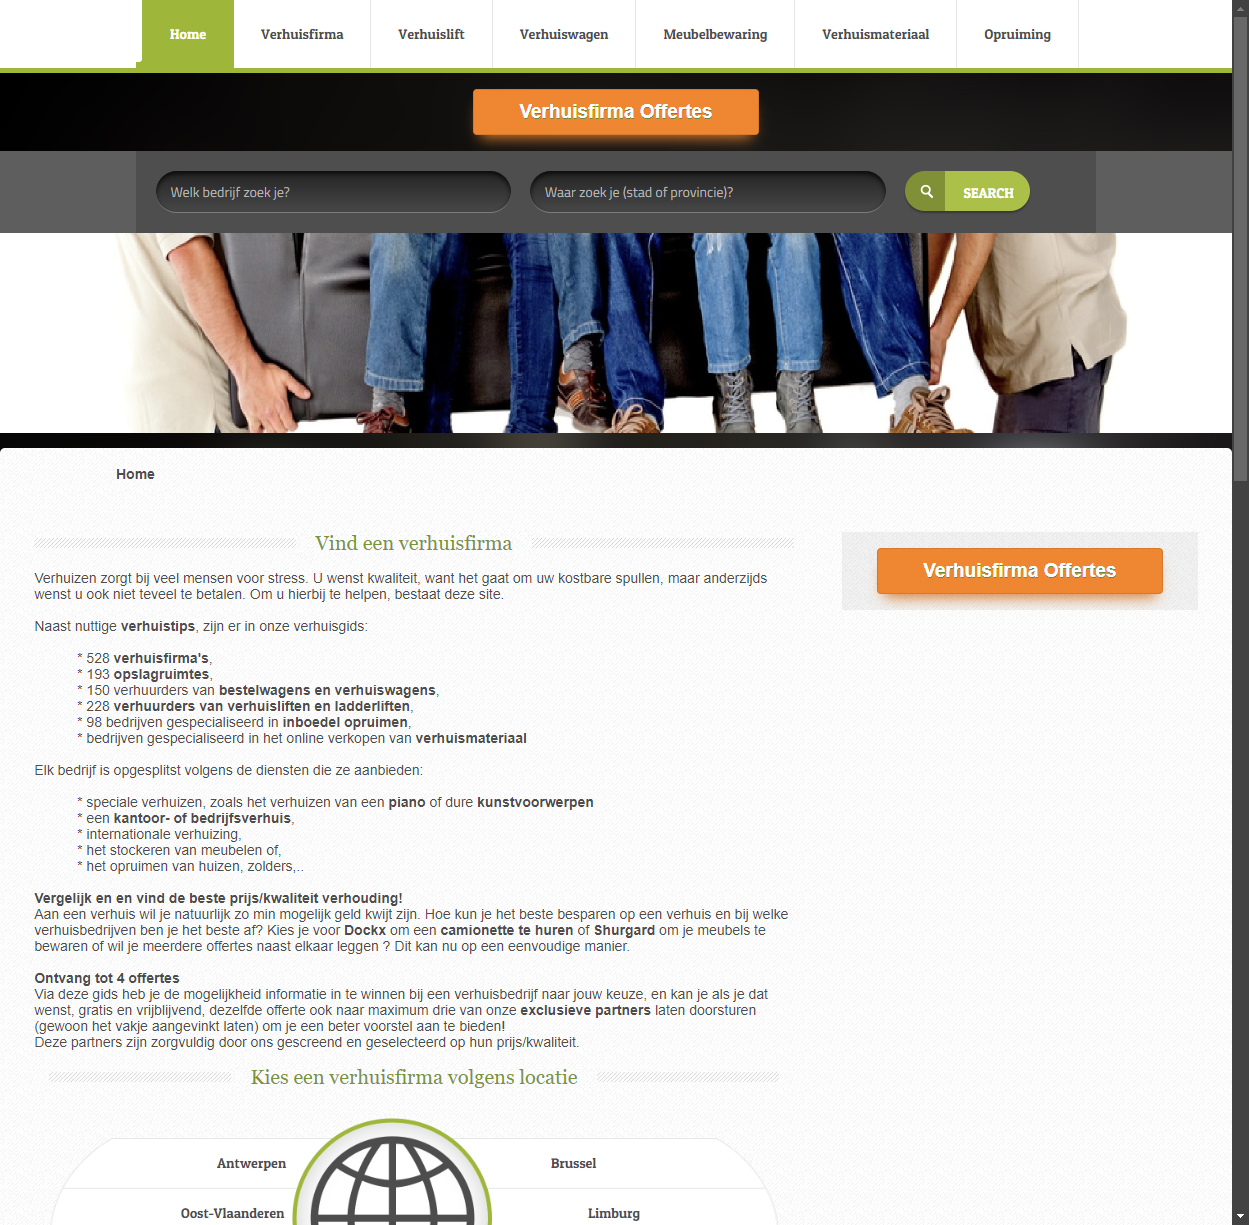 Home Verhuisfirma Verhuislift Verhuiswagen Meubelbewaring Verhuismateriaal Opruiming
Verhuisfirma Offertes
Welk bedrijf zoek je? Waar zoek je (stad of provincie)? SEARCH
Home
Vind een verhuisfirma
Verhuizen zorgt bij veel mensen voor stress. U wenst kwaliteit, want het gaat om uw kostbare spullen, maar anderzijds
wenst u ook niet teveel te betalen. Om u hierbij te helpen, bestaat deze site.
Naast nuttige verhuistips, zijn er in onze verhuisgids:
* 528 verhuisfirma's,
* 193 opslagruimtes,
* 150 verhuurders van bestelwagens en verhuiswagens,
* 228 verhuurders van verhuisliften en ladderliften,
* 98 bedrijven gespecialiseerd in inboedel opruimen,
* bedrijven gespecialiseerd in het online verkopen van verhuismateriaal
Elk bedrijf is opgesplitst volgens de diensten die ze aanbieden:
* speciale verhuizen, zoals het verhuizen van een piano of dure kunstvoorwerpen
* een kantoor- of bedrijfsverhuis,
* internationale verhuizing,
* het stockeren van meubelen of,
* het opruimen van huizen, zolders,..
Vergelijk en en vind de beste prijs/kwaliteit verhouding!
Aan een verhuis wil je natuurlijk zo min mogelijk geld kwijt zijn. Hoe kun je het beste besparen op een verhuis en bij welke
verhuisbedrijven ben je het beste af? Kies je voor Dockx om een camionette te huren of Shurgard om je meubels te
bewaren of wil je meerdere offertes naast elkaar leggen ? Dit kan nu op een eenvoudige manier.
Ontvang tot 4 offertes
Via deze gids heb je de mogelijkheid informatie in te winnen bij een verhuisbedrijf naar jouw keuze, en kan je als je dat
wenst, gratis en vrijblijvend, dezelfde offerte ook naar maximum drie van onze exclusieve partners laten doorsturen
(gewoon het vakje aangevinkt laten) om je een beter voorstel aan te bieden!
Deze partners zijn zorgvuldig door ons gescreend en geselecteerd op hun prijs/kwaliteit.
Verhuisfirma Offertes
Kies een verhuisfirma volgens locatie
Antwerpen Brussel
Oost-Vlaanderen Limburg